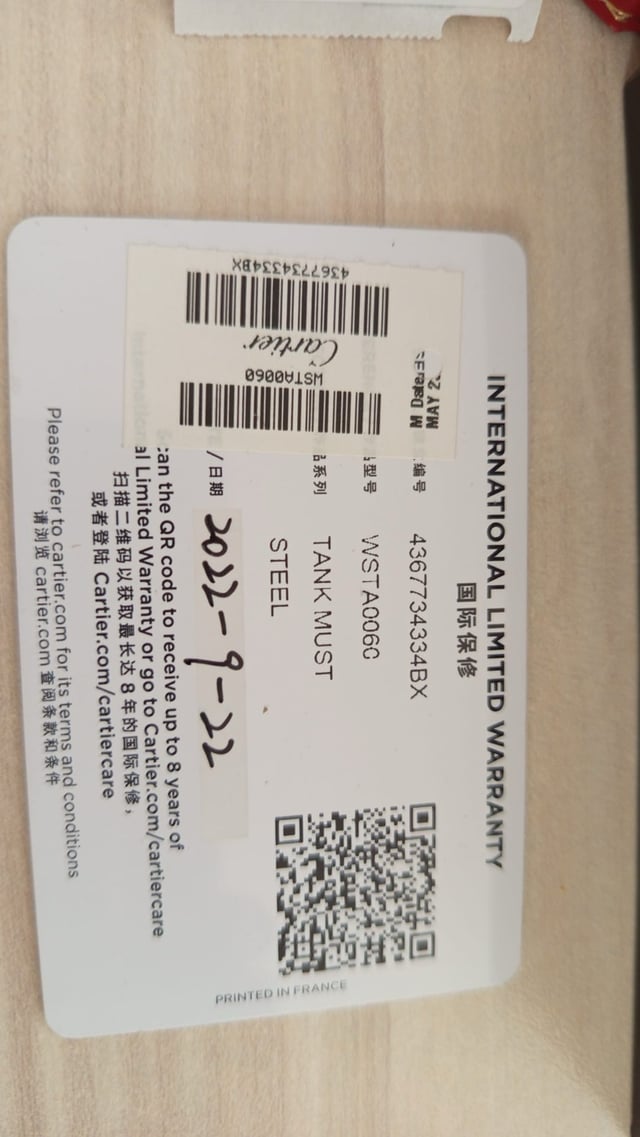 INTERNATIONAL LIMITED WARRANTY
国际保修
编号 4367734334BX
型号 WSTA0060
系列 TANK MUST
STEEL
/日期 2022-9-22
can the QR code to receive up to 8 years of
al Limited Warranty or go to Cartier.com/cartiercare
扫描二维码以获取最长达 8 年的国际保修，
或者登陆 Cartier.com/cartiercare
Please refer to cartier.com for its terms and conditions
请浏览 cartier.com 查阅条款和条件
PRINTED IN FRANCE
WSTA0060
Cartier
4367734334BX
M Date:
MAY 2